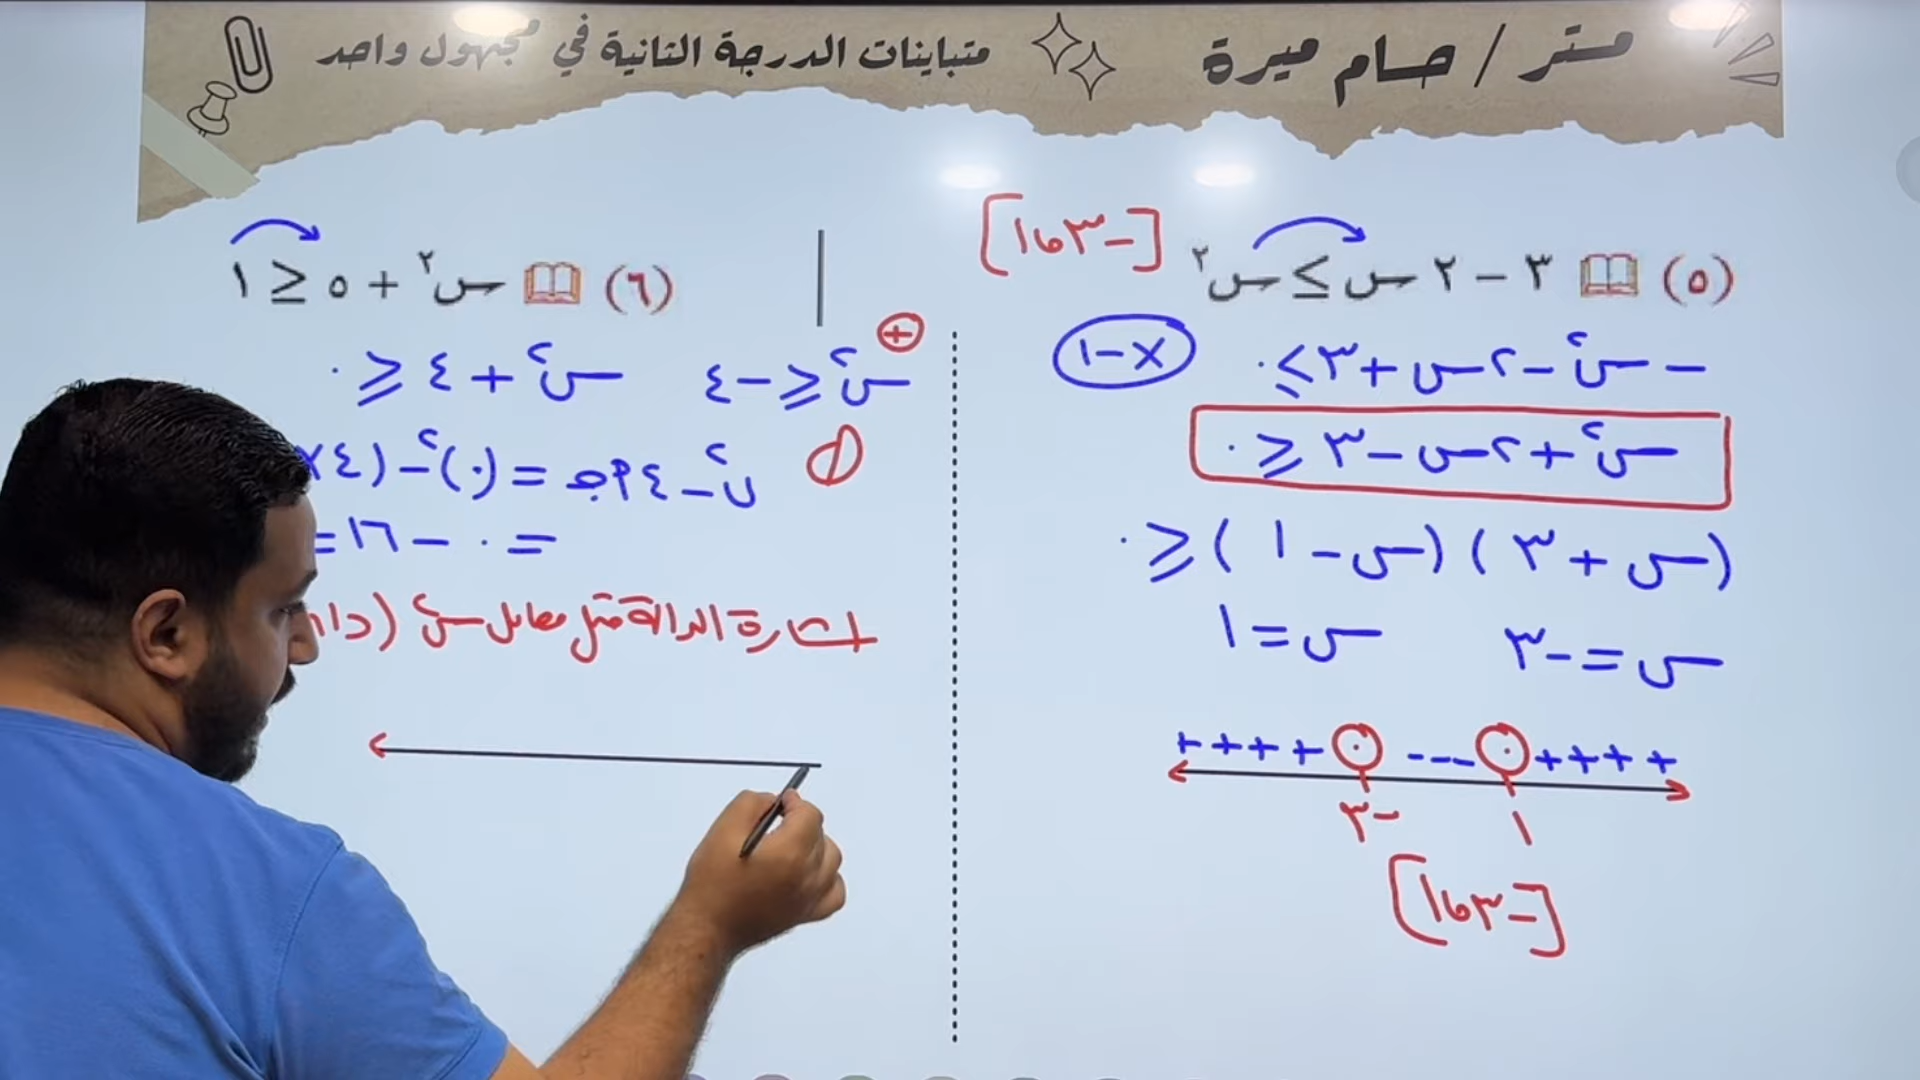 مستر / حسام ميرة
متباينات الدرجة الثانية في مجهول واحد
(٥) ٣ - ٢ س ≥ س٢
[-٣، ١]
- س٢ - ٢س + ٣ ≥ ٠
× -١
س٢ + ٢س - ٣ ≤ ٠
(س + ٣) (س - ١) ≤ ٠
س = -٣ س = ١
++++ ٠ --- ٠ ++++
-٣ ١
[-٣، ١]
(٦) س٢ + ٥ ≤ ١
س٢ ≤ -٤ س٢ + ٤ ≤ ٠
+
∅
ب٢ - ٤أجـ = (٠)٢ - (٤×
= ٠ - ١٦ =
اشارة الدالة مثل معامل س٢